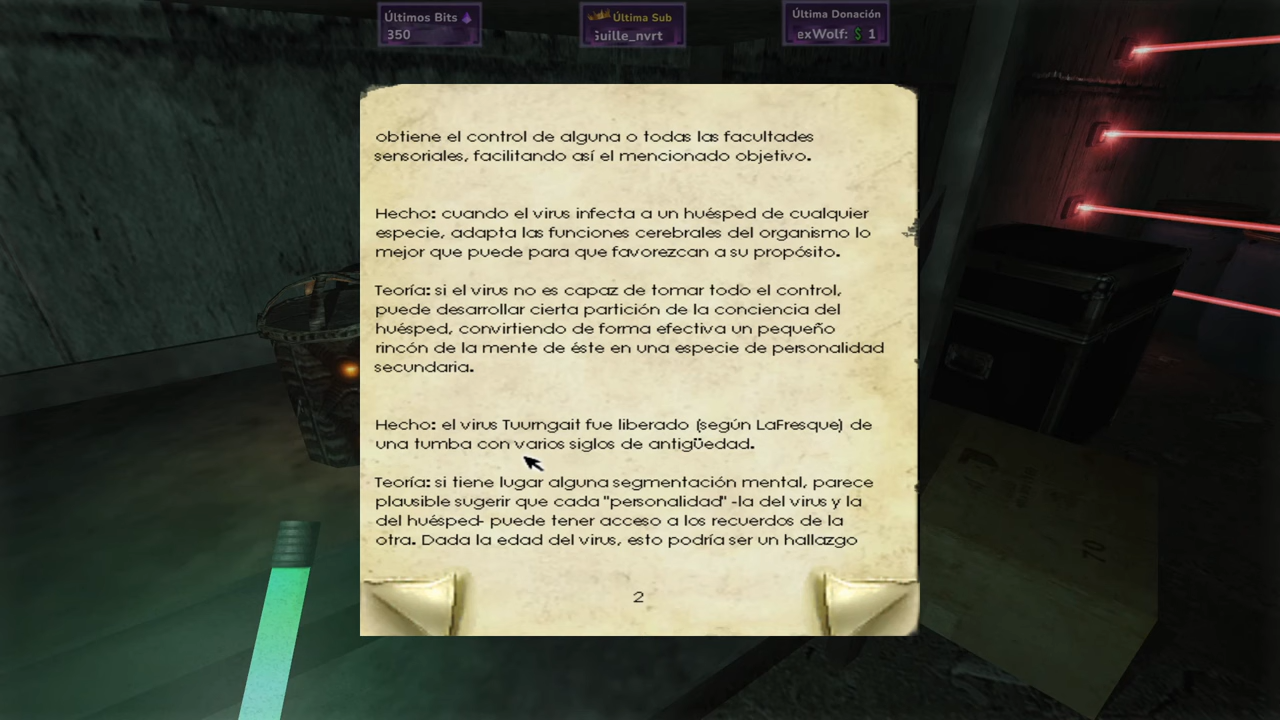 Últimos Bits
350
Última Sub
Guille_nvrt
Última Donación
exWolf: $ 1
obtiene el control de alguna o todas las facultades
sensoriales, facilitando así el mencionado objetivo.
Hecho: cuando el virus infecta a un huésped de cualquier
especie, adapta las funciones cerebrales del organismo lo
mejor que puede para que favorezcan a su propósito.
Teoría: si el virus no es capaz de tomar todo el control,
puede desarrollar cierta partición de la conciencia del
huésped, convirtiendo de forma efectiva un pequeño
rincón de la mente de éste en una especie de personalidad
secundaria.
Hecho: el virus Tuurngait fue liberado (según LaFresque) de
una tumba con varios siglos de antigüedad.
Teoría: si tiene lugar alguna segmentación mental, parece
plausible sugerir que cada "personalidad" -la del virus y la
del huésped- puede tener acceso a los recuerdos de la
otra. Dada la edad del virus, esto podría ser un hallazgo
2